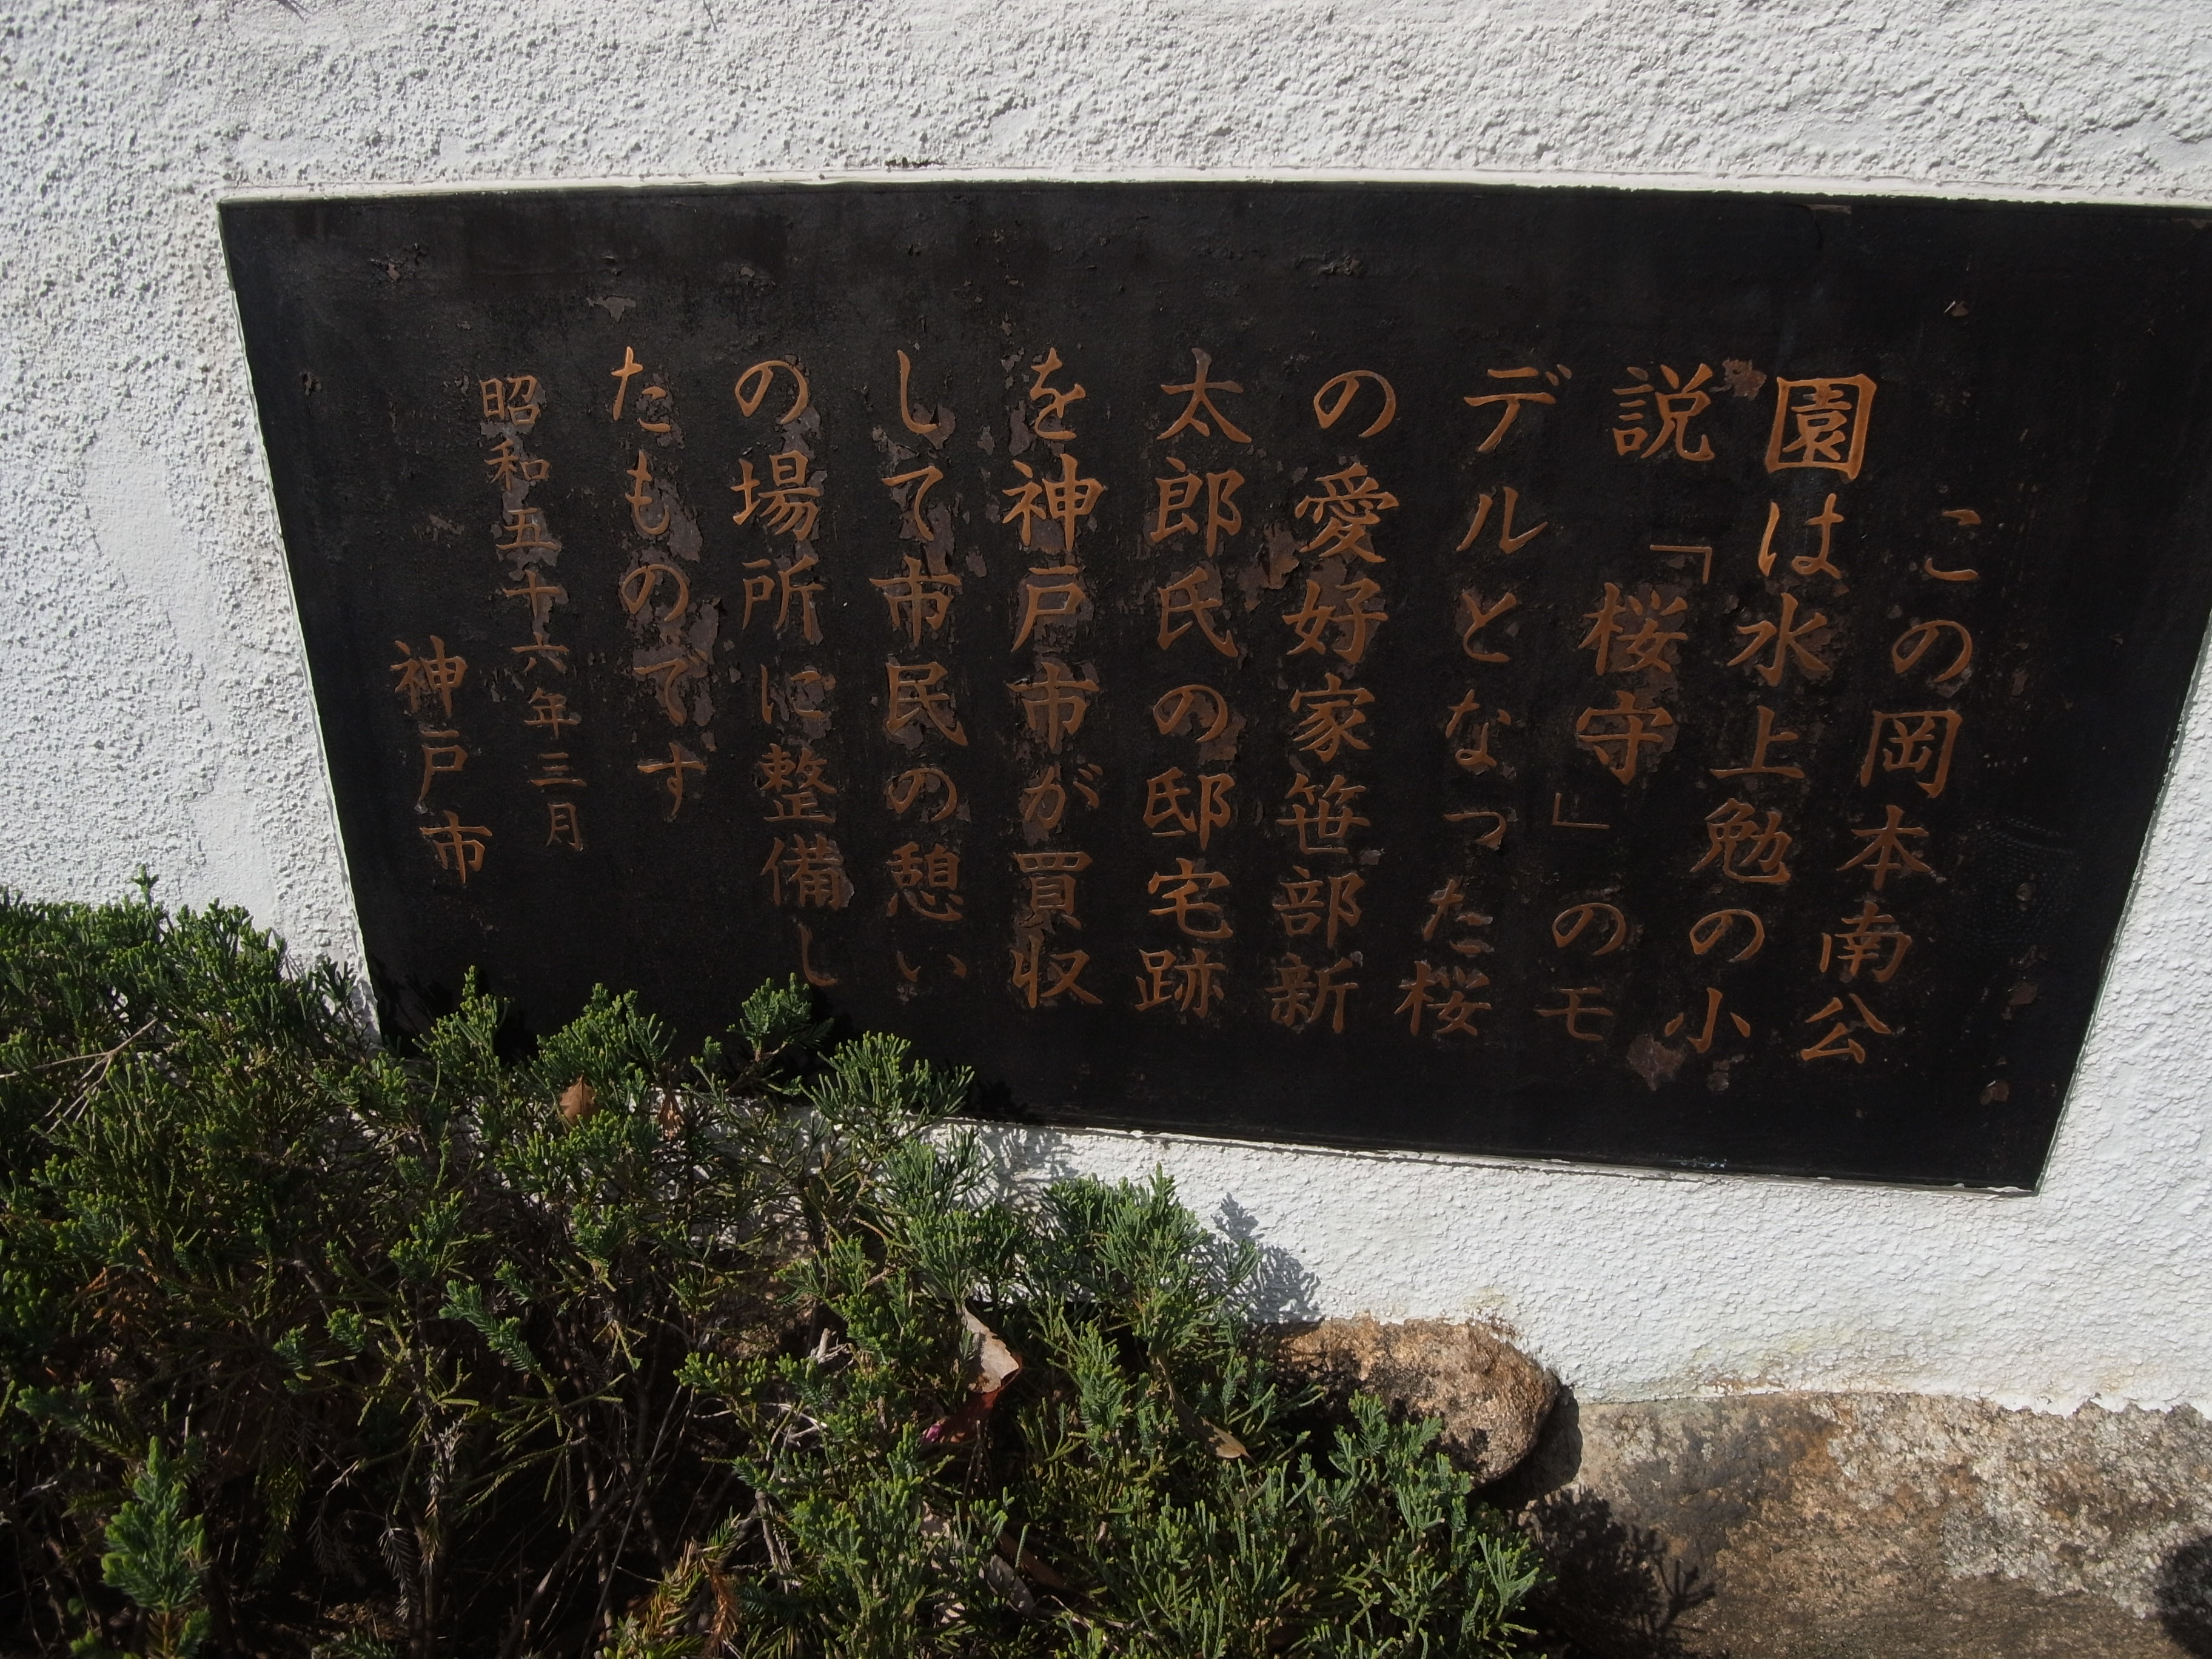 この岡本南公
園は水上勉の小
説「桜守」のモ
デルとなった桜
の愛好家笹部新
太郎氏の邸宅跡
を神戸市が買収
して市民の憩い
の場所に整備し
たものです
昭和五十六年三月
神戸市